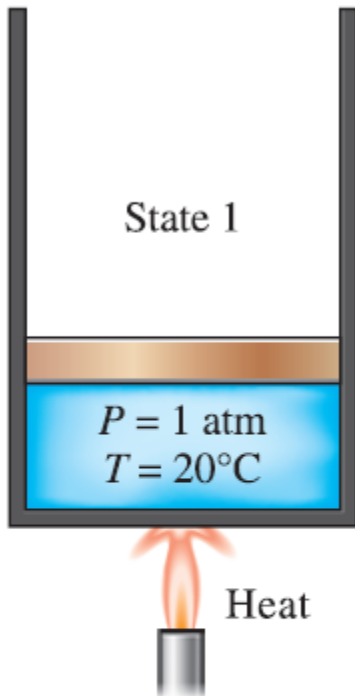 State 1
P = 1 atm
T = 20°C
Heat